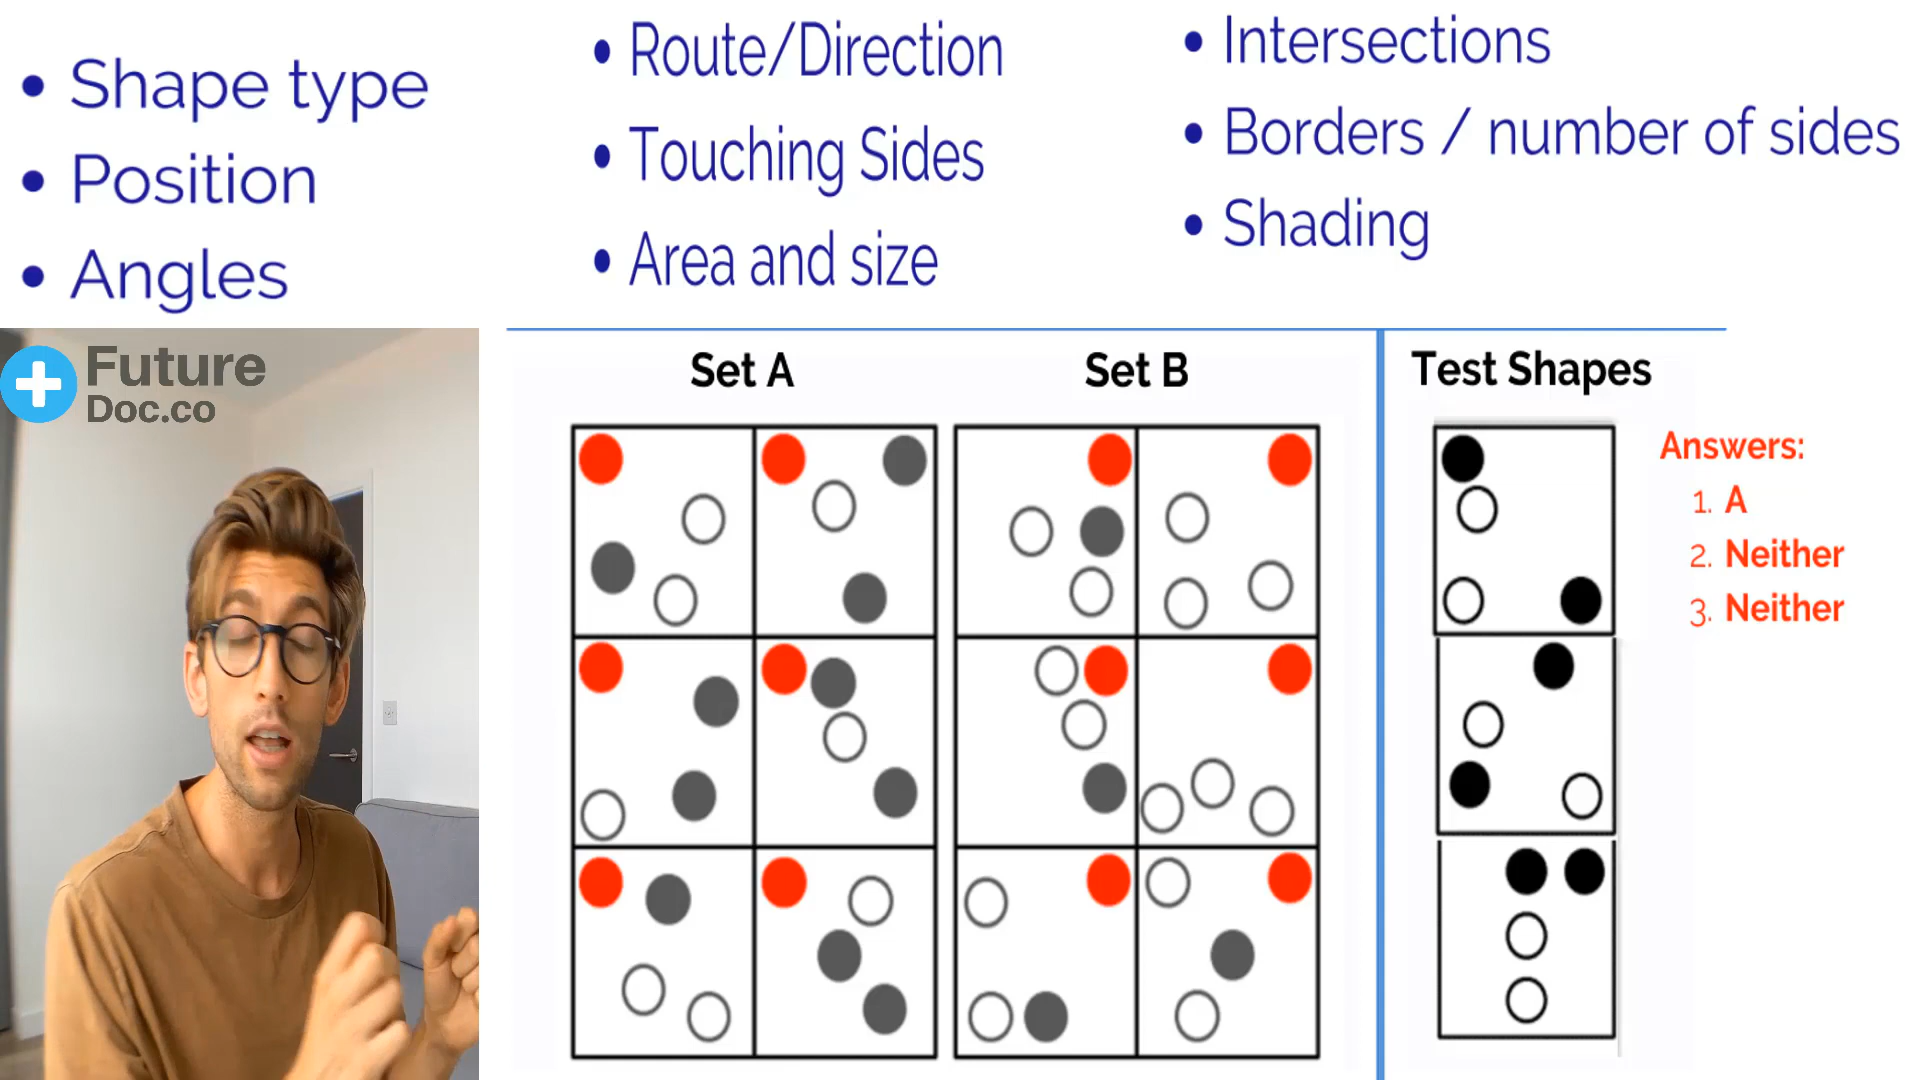 • Shape type
• Position
• Angles
• Route/Direction
• Touching Sides
• Area and size
• Intersections
• Borders / number of sides
• Shading
Future
Doc.co
Set A
Set B
Test Shapes
Answers:
1. A
2. Neither
3. Neither